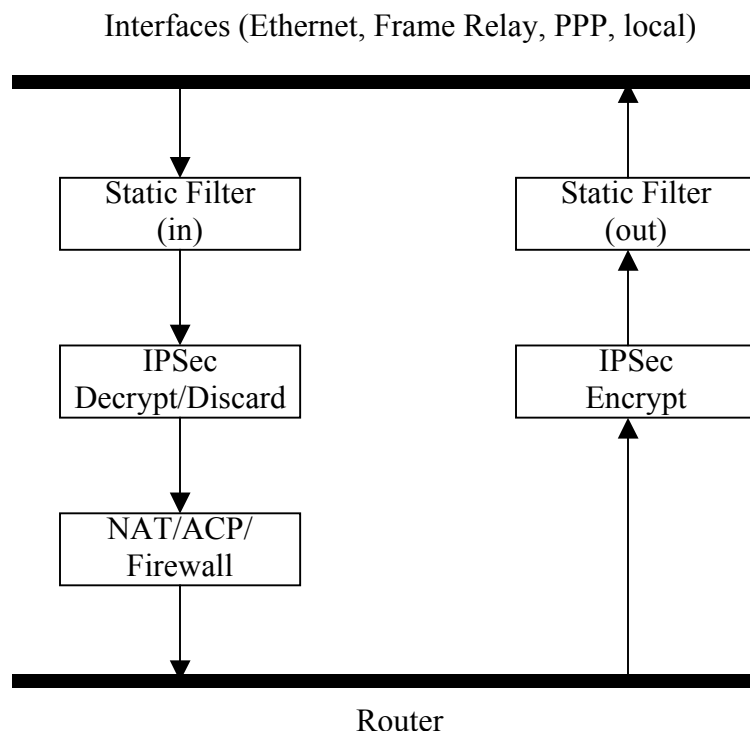 Interfaces (Ethernet, Frame Relay, PPP, local)
Static Filter
(in)
Static Filter
(out)
IPSec
Decrypt/Discard
IPSec
Encrypt
NAT/ACP/
Firewall
Router